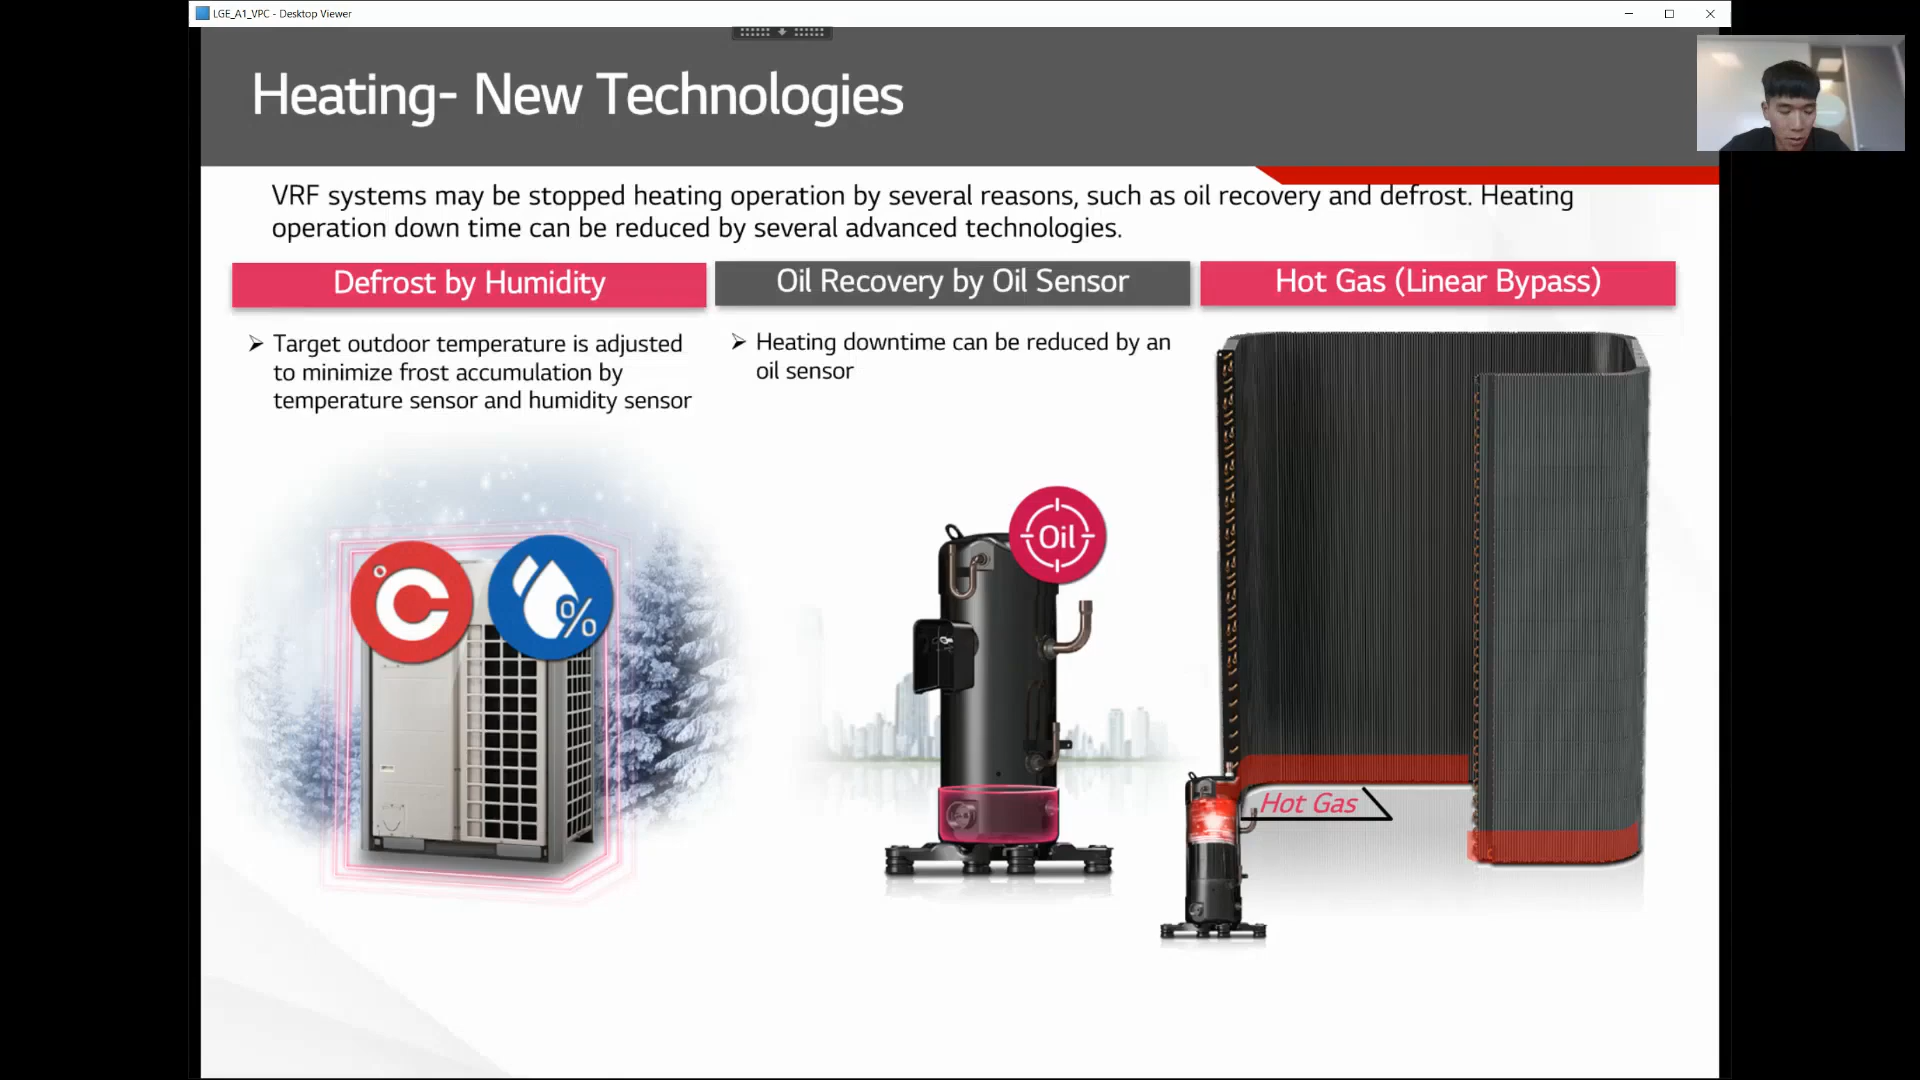 LGE_A1_VPC - Desktop Viewer
Heating- New Technologies
VRF systems may be stopped heating operation by several reasons, such as oil recovery and defrost. Heating
operation down time can be reduced by several advanced technologies.
Defrost by Humidity
Target outdoor temperature is adjusted
to minimize frost accumulation by
temperature sensor and humidity sensor
°C
%
Oil Recovery by Oil Sensor
Heating downtime can be reduced by an
oil sensor
Oil
Hot Gas (Linear Bypass)
Hot Gas